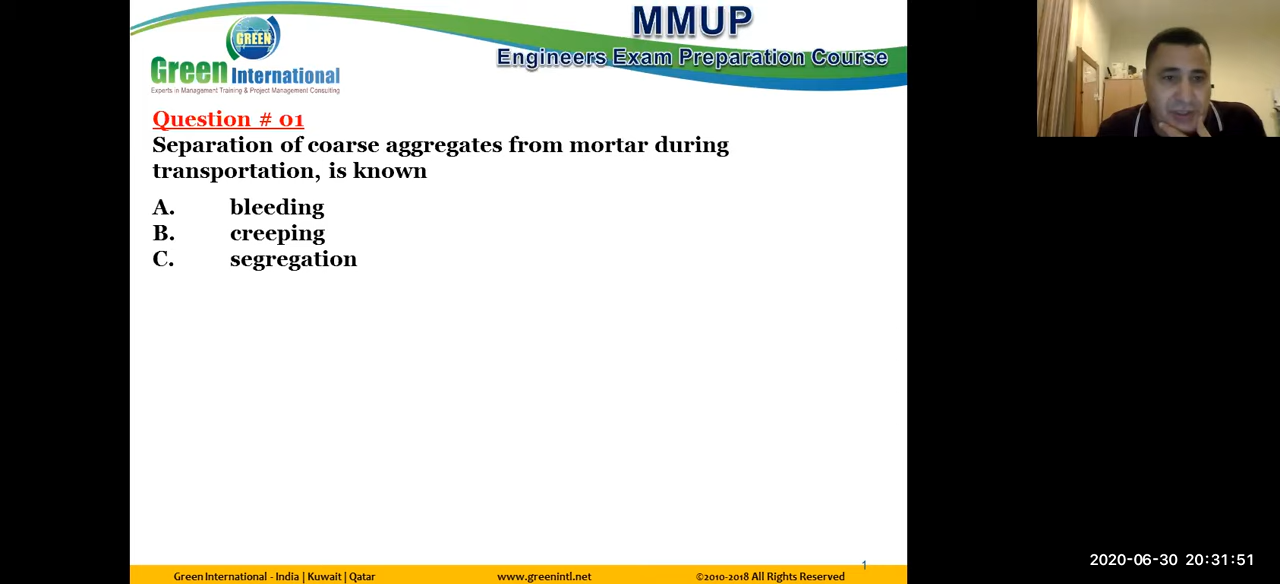 MMUP
Engineers Exam Preparation Course
GREEN
Green International
Experts in Management Training & Project Management Consulting
Question # 01
Separation of coarse aggregates from mortar during
transportation, is known
A. bleeding
B. creeping
C. segregation
1
Green International - India | Kuwait | Qatar www.greenintl.net ©2010-2018 All Rights Reserved
2020-06-30 20:31:51